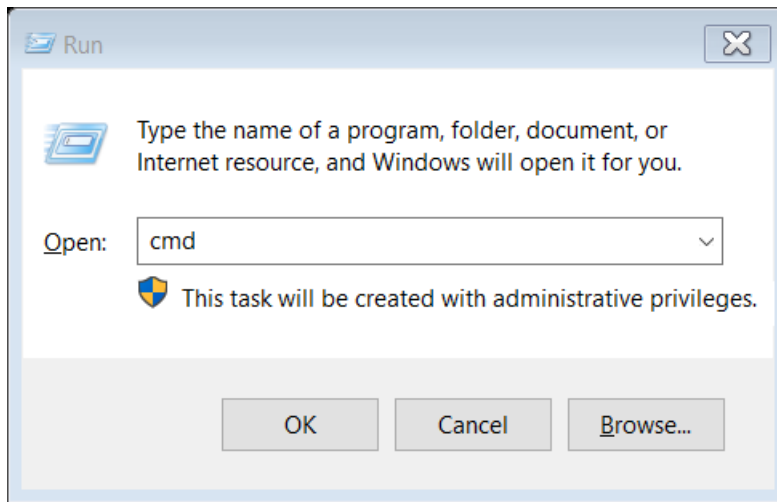 Run
Type the name of a program, folder, document, or
Internet resource, and Windows will open it for you.
Open: cmd
This task will be created with administrative privileges.
OK Cancel Browse...